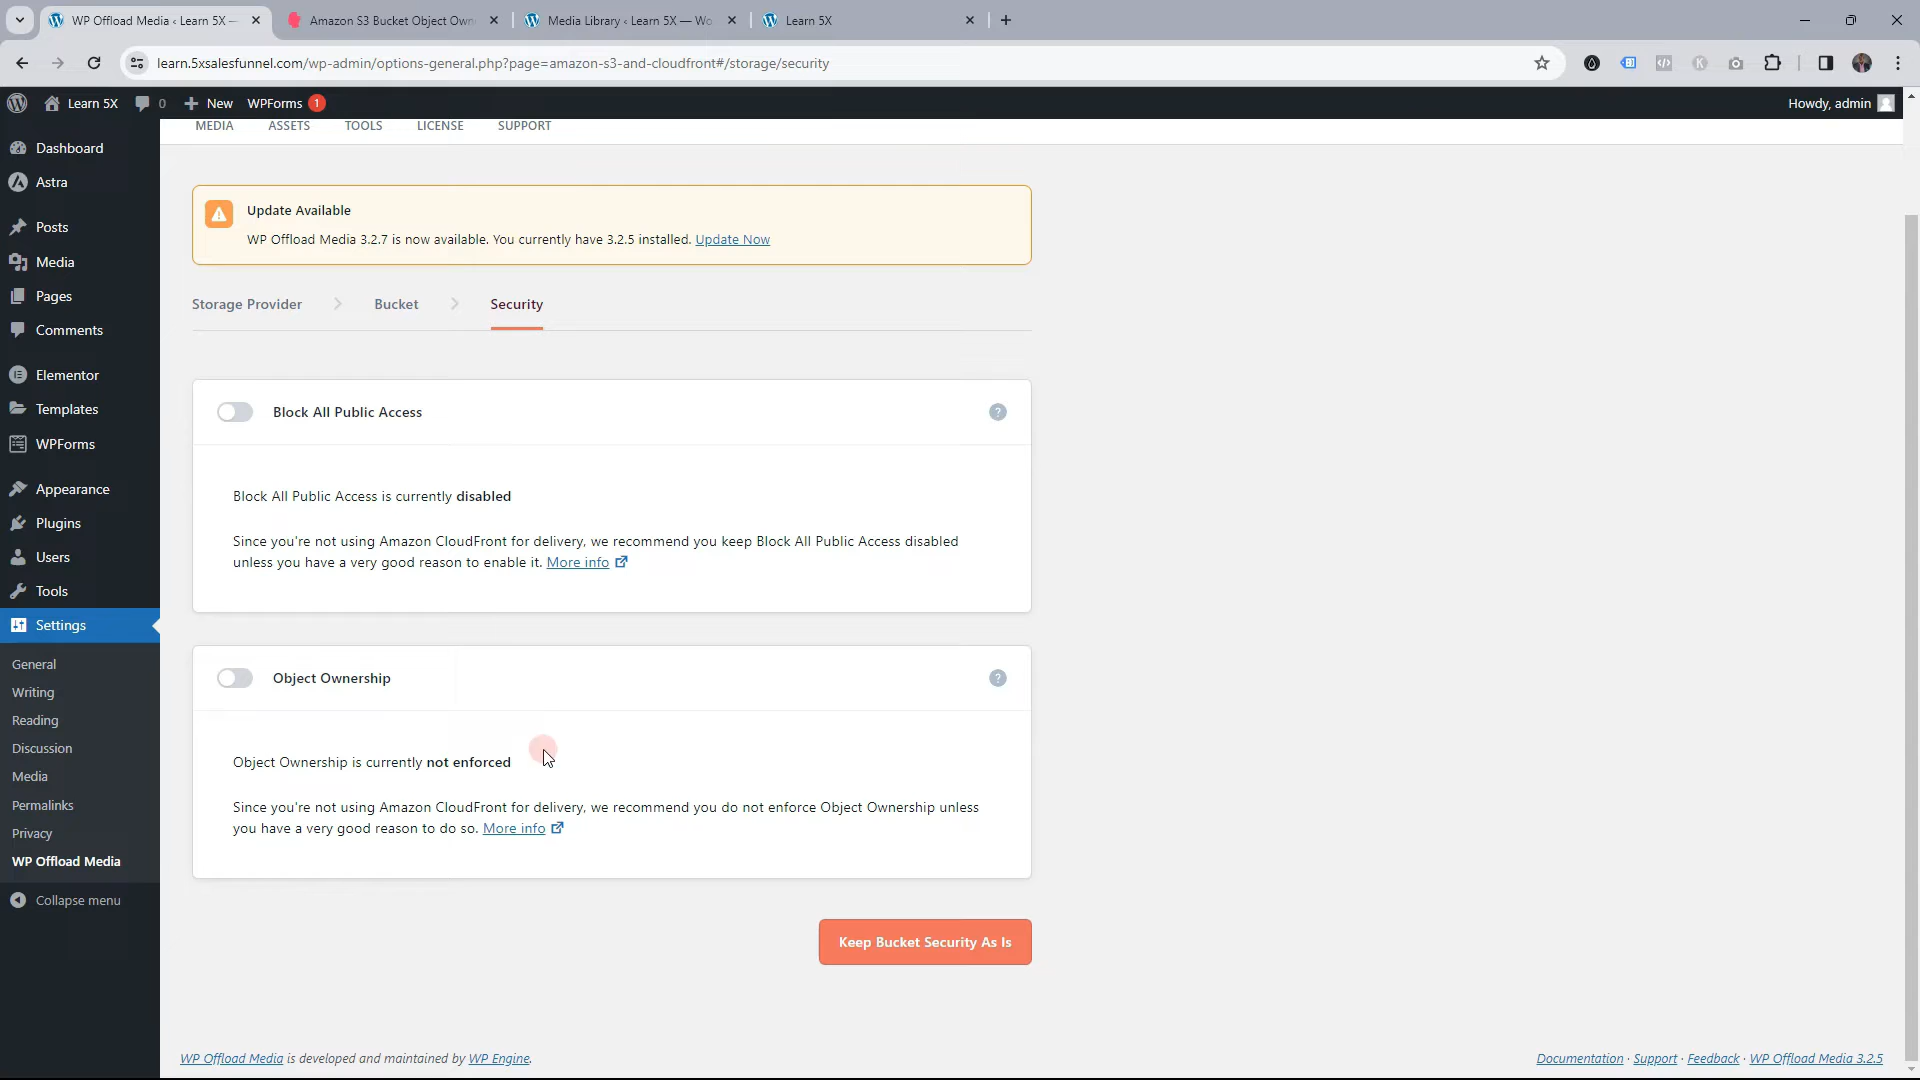 WP Offload Media ‹ Learn 5X —
Amazon S3 Bucket Object Own
Media Library ‹ Learn 5X — Wo
Learn 5X
learn.5xsalesfunnel.com/wp-admin/options-general.php?page=amazon-s3-and-cloudfront#/storage/security
Learn 5X
0
New
WPForms
1
Howdy, admin
MEDIA
ASSETS
TOOLS
LICENSE
SUPPORT
Dashboard
Astra
Posts
Media
Pages
Comments
Elementor
Templates
WPForms
Appearance
Plugins
Users
Tools
Settings
General
Writing
Reading
Discussion
Media
Permalinks
Privacy
WP Offload Media
Collapse menu
Update Available
WP Offload Media 3.2.7 is now available. You currently have 3.2.5 installed. Update Now
Storage Provider
Bucket
Security
Block All Public Access
?
Block All Public Access is currently disabled
Since you're not using Amazon CloudFront for delivery, we recommend you keep Block All Public Access disabled
unless you have a very good reason to enable it. More info
Object Ownership
?
Object Ownership is currently not enforced
Since you're not using Amazon CloudFront for delivery, we recommend you do not enforce Object Ownership unless
you have a very good reason to do so. More info
Keep Bucket Security As Is
WP Offload Media is developed and maintained by WP Engine.
Documentation · Support · Feedback · WP Offload Media 3.2.5